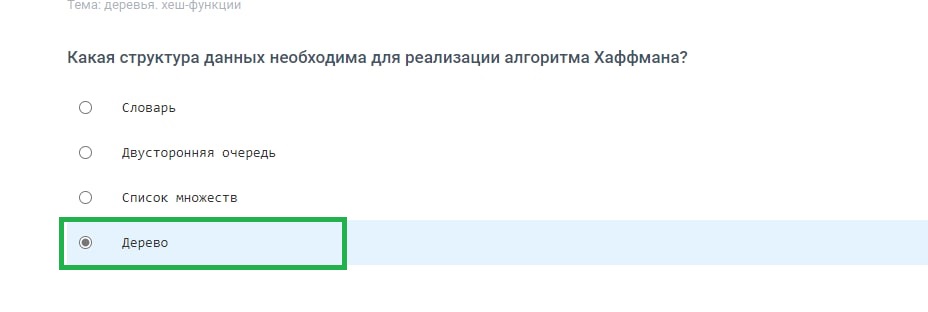 Тема: деревья. хеш-функции
Какая структура данных необходима для реализации алгоритма Хаффмана?
Словарь
Двусторонняя очередь
Список множеств
Дерево